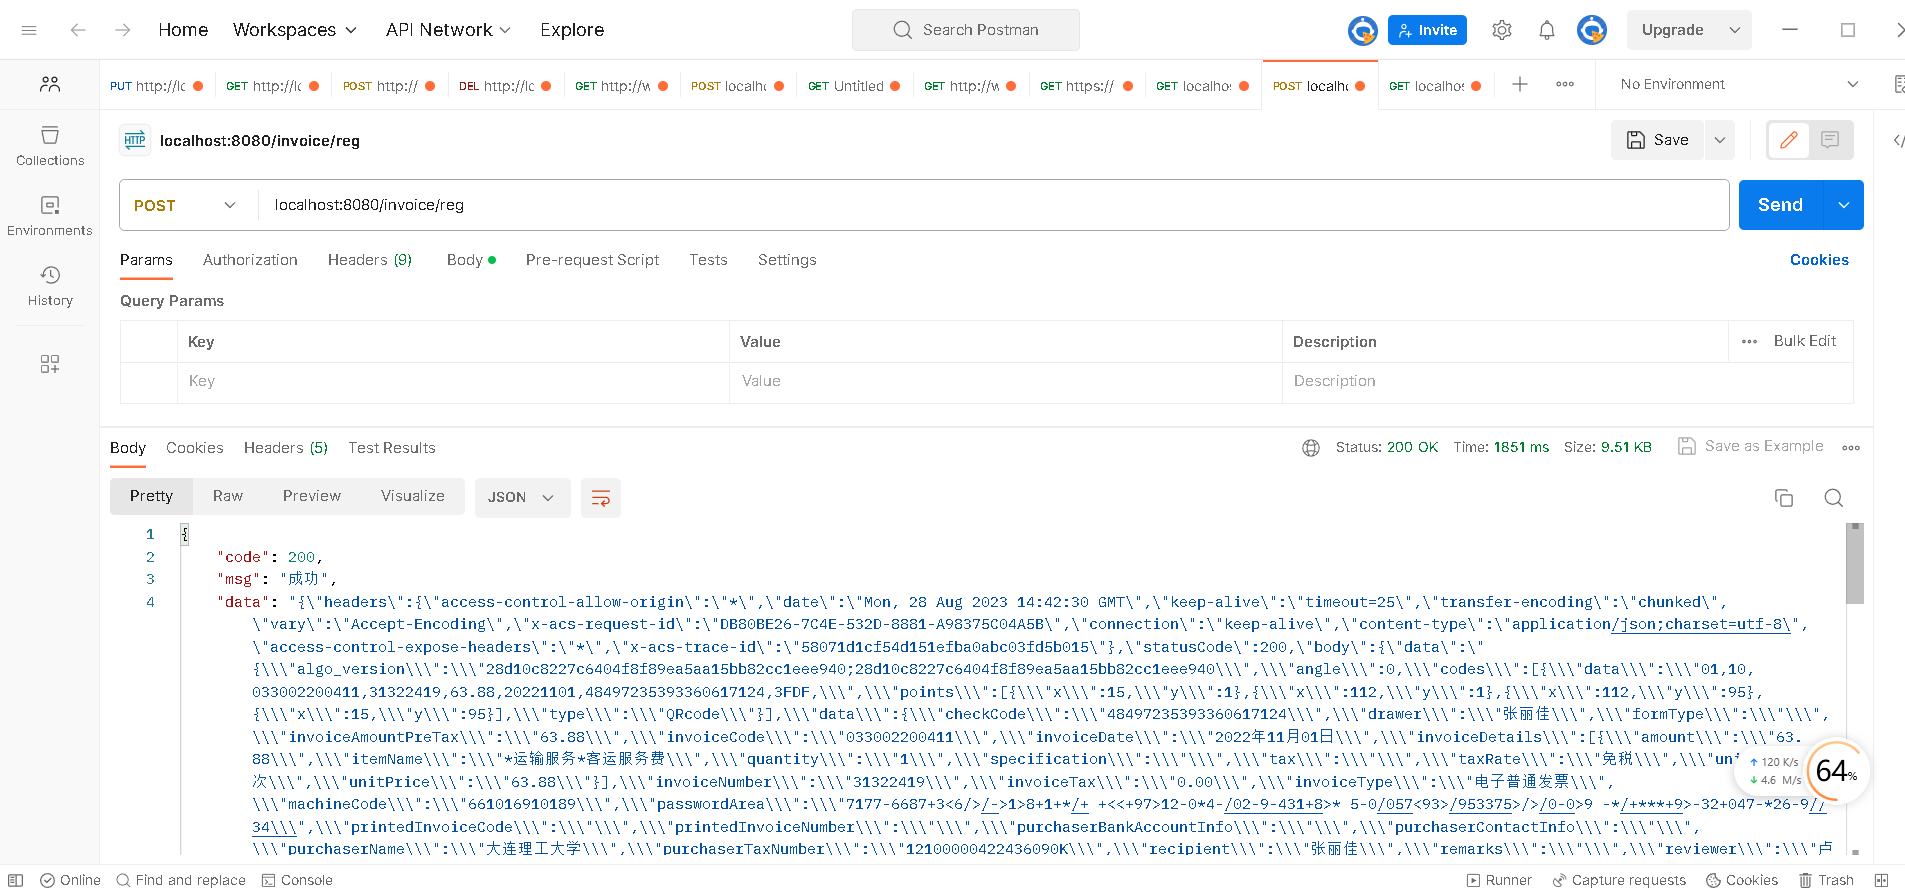 Home Workspaces API Network Explore Search Postman Invite Upgrade
PUT http://lc GET http://lc POST http:// DEL http://lc GET http://w POST localhc GET Untitled GET http://w GET https:// GET localhos POST localhc GET localhos No Environment
HTTP localhost:8080/invoice/reg Save
Collections
POST localhost:8080/invoice/reg Send
Environments
Params Authorization Headers (9) Body Pre-request Script Tests Settings Cookies
History
Query Params
Key Value Description Bulk Edit
Key Value Description
Body Cookies Headers (5) Test Results Status: 200 OK Time: 1851 ms Size: 9.51 KB Save as Example
Pretty Raw Preview Visualize JSON
1 {
2 "code": 200,
3 "msg": "成功",
4 "data": "{\"headers\":{\"access-control-allow-origin\":\"*\",\"date\":\"Mon, 28 Aug 2023 14:42:30 GMT\",\"keep-alive\":\"timeout=25\",\"transfer-encoding\":\"chunked\",
\"vary\":\"Accept-Encoding\",\"x-acs-request-id\":\"DB80BE26-7C4E-532D-8881-A98375C04A5B\",\"connection\":\"keep-alive\",\"content-type\":\"application/json;charset=utf-8\",
\"access-control-expose-headers\":\"*\",\"x-acs-trace-id\":\"58071d1cf54d151efba0abc03fd5b015\"},\"statusCode\":200,\"body\":{\"data\":\"
{\\\"algo_version\\\":\\\"28d10c8227c6404f8f89ea5aa15bb82cc1eee940;28d10c8227c6404f8f89ea5aa15bb82cc1eee940\\\",\\\"angle\\\":0,\\\"codes\\\":[{\\\"data\\\":\\\"01,10,
033002200411,31322419,63.88,20221101,48497235393360617124,3FDF,\\\",\\\"points\\\":[{\\\"x\\\":15,\\\"y\\\":1},{\\\"x\\\":112,\\\"y\\\":1},{\\\"x\\\":112,\\\"y\\\":95},
{\\\"x\\\":15,\\\"y\\\":95}],\\\"type\\\":\\\"QRcode\\\"}],\\\"data\\\":{\\\"checkCode\\\":\\\"48497235393360617124\\\",\\\"drawer\\\":\\\"张丽佳\\\",\\\"formType\\\":\\\"\\\",
\\\"invoiceAmountPreTax\\\":\\\"63.88\\\",\\\"invoiceCode\\\":\\\"033002200411\\\",\\\"invoiceDate\\\":\\\"2022年11月01日\\\",\\\"invoiceDetails\\\":[{\\\"amount\\\":\\\"63.
88\\\",\\\"itemName\\\":\\\"*运输服务*客运服务费\\\",\\\"quantity\\\":\\\"1\\\",\\\"specification\\\":\\\"\\\",\\\"tax\\\":\\\"\\\",\\\"taxRate\\\":\\\"免税\\\",\\\"uni
次\\\",\\\"unitPrice\\\":\\\"63.88\\\"}],\\\"invoiceNumber\\\":\\\"31322419\\\",\\\"invoiceTax\\\":\\\"0.00\\\",\\\"invoiceType\\\":\\\"电子普通发票\\\",
\\\"machineCode\\\":\\\"661016910189\\\",\\\"passwordArea\\\":\\\"7177-6687+3<6/>/->1>8+1+*/+ +<<+97>12-0*4-/02-9-431+8>* 5-0/057<93>/953375>/>/0-0>9 -*/+***+9>-32+047-*26-9//
34\\\",\\\"printedInvoiceCode\\\":\\\"\\\",\\\"printedInvoiceNumber\\\":\\\"\\\",\\\"purchaserBankAccountInfo\\\":\\\"\\\",\\\"purchaserContactInfo\\\":\\\"\\\",
\\\"purchaserName\\\":\\\"大连理工大学\\\",\\\"purchaserTaxNumber\\\":\\\"12100000422436090K\\\",\\\"recipient\\\":\\\"张丽佳\\\",\\\"remarks\\\":\\\"\\\",\\\"reviewer\\\":\\\"卢
120 K/s
4.6 M/s
64%
Online Find and replace Console Runner Capture requests Cookies Trash